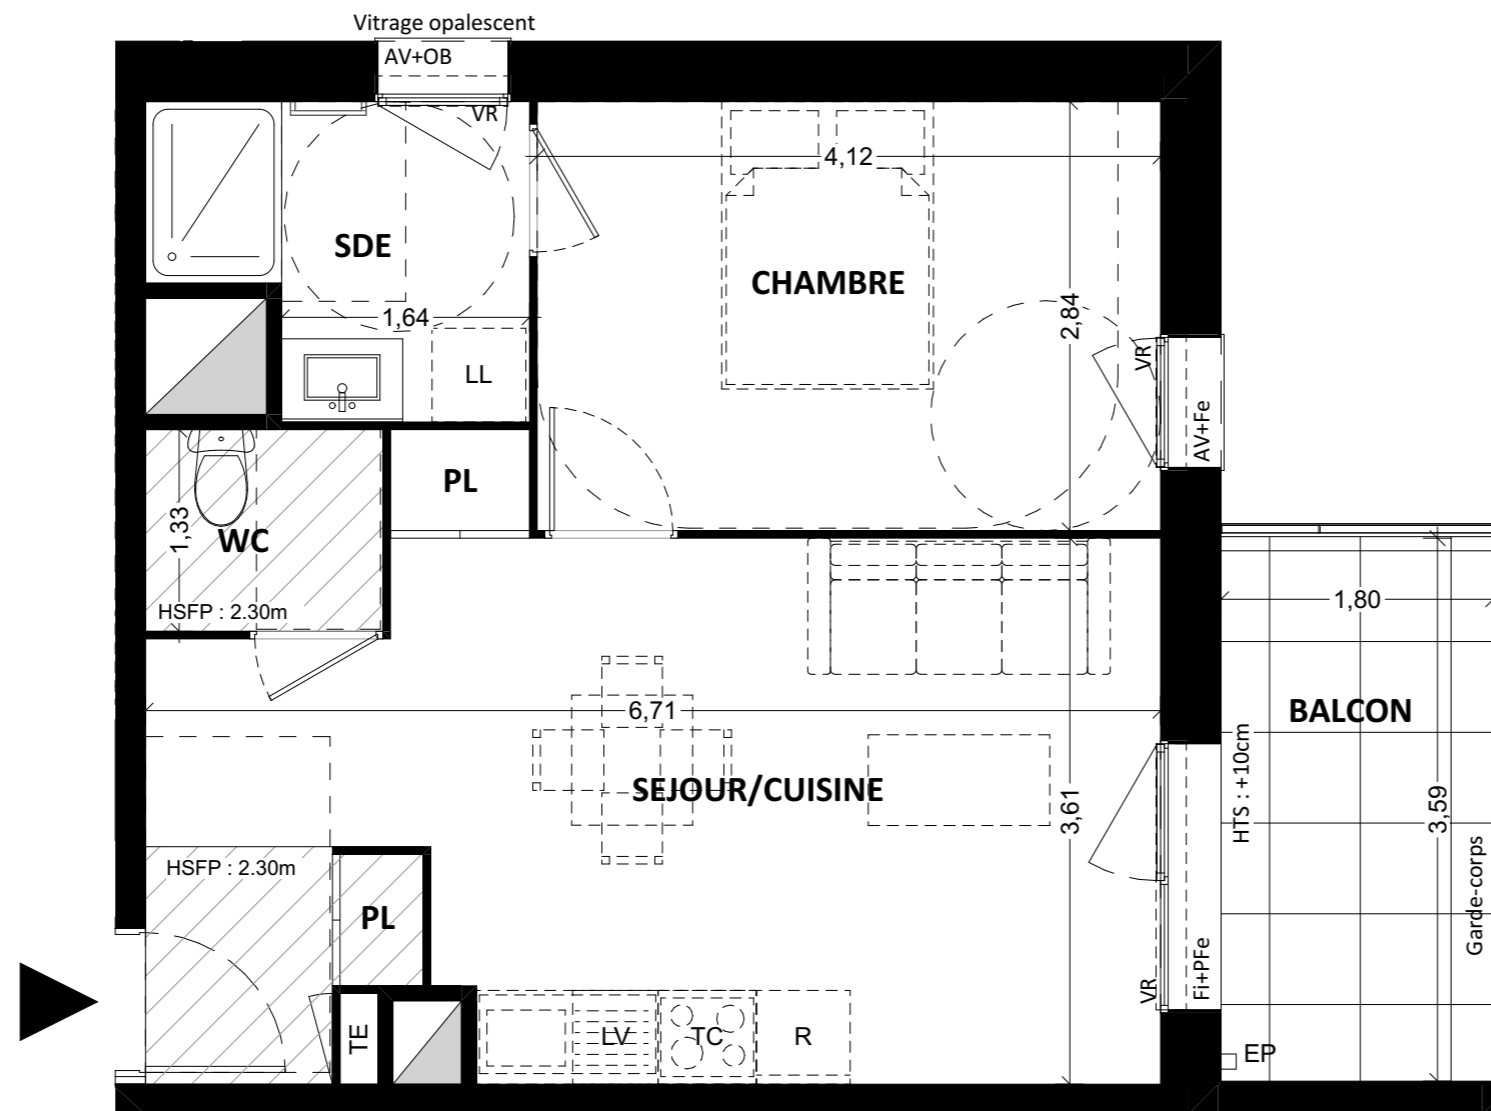 Vitrage opalescent
AV+OB
VR
4,12
SDE
CHAMBRE
1,64
2,84
VR
LL
AV+Fe
PL
1,33
WC
HSFP : 2.30m
1,80
6,71
BALCON
SEJOUR/CUISINE
HTS : +10cm
3,61
3,59
HSFP : 2.30m
Garde-corps
PL
Fi+PFe
VR
TE
LV
TC
R
EP